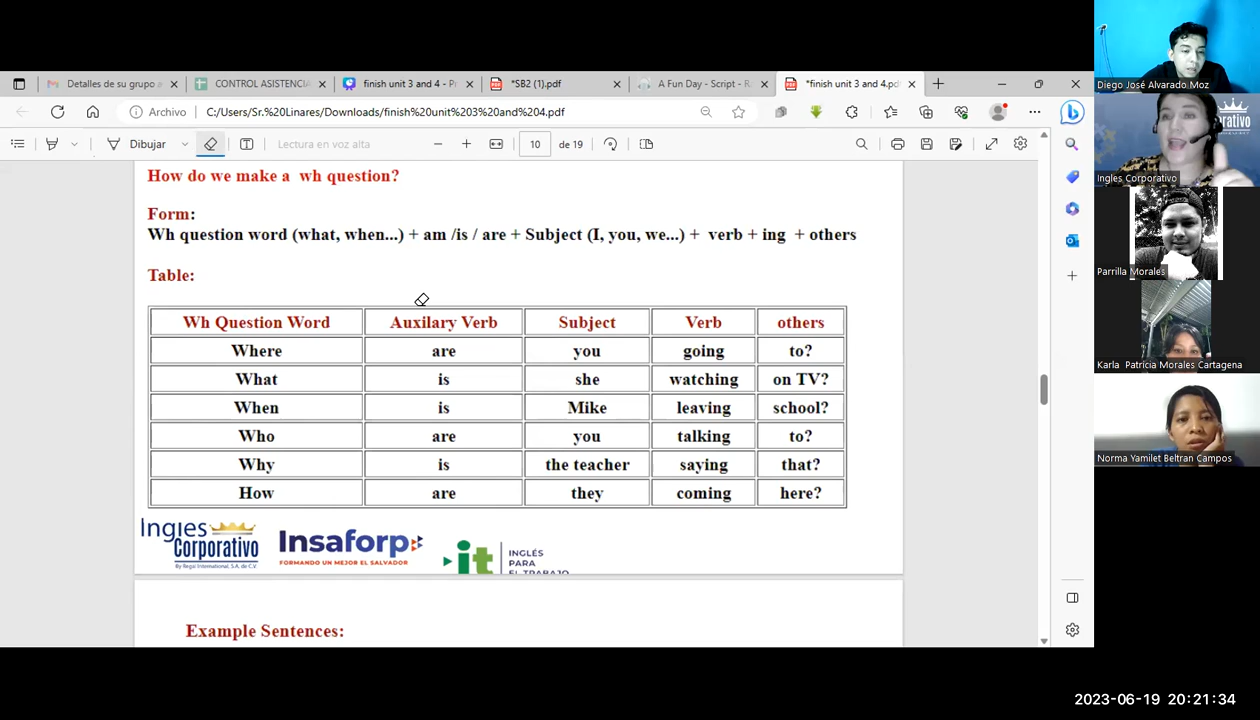 Detalles de su grupo a
CONTROL ASISTENCIA
finish unit 3 and 4 - Pr
*SB2 (1).pdf
A Fun Day - Script - R
*finish unit 3 and 4.pd
Archivo
C:/Users/Sr.%20Linares/Downloads/finish%20unit%203%20and%204.pdf
Dibujar
Lectura en voz alta
10
de 19
How do we make a wh question?
Form:
Wh question word (what, when...) + am /is / are + Subject (I, you, we...) + verb + ing + others
Table:
Wh Question Word Auxilary Verb Subject Verb others
Where are you going to?
What is she watching on TV?
When is Mike leaving school?
Who are you talking to?
Why is the teacher saying that?
How are they coming here?
Ingles
Corporativo
By Regal International, S.A. de C.V.
Insaforp
FORMANDO UN MEJOR EL SALVADOR
it
INGLÉS
PARA
EL TRABAJO
Example Sentences:
Diego José Alvarado Moz
Ingles Corporativo
Parrilla Morales
Karla Patricia Morales Cartagena
Norma Yamilet Beltran Campos
2023-06-19 20:21:34